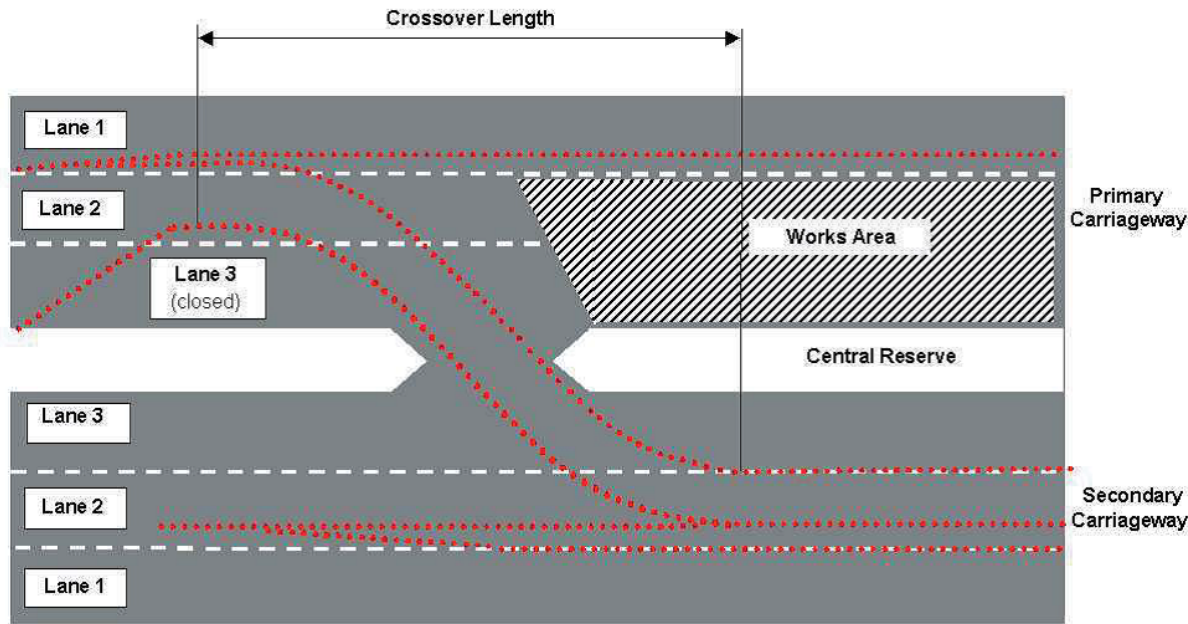 Crossover Length
Lane 1
Lane 2
Primary
Carriageway
Works Area
Lane 3
(closed)
Central Reserve
Lane 3
Lane 2
Secondary
Carriageway
Lane 1